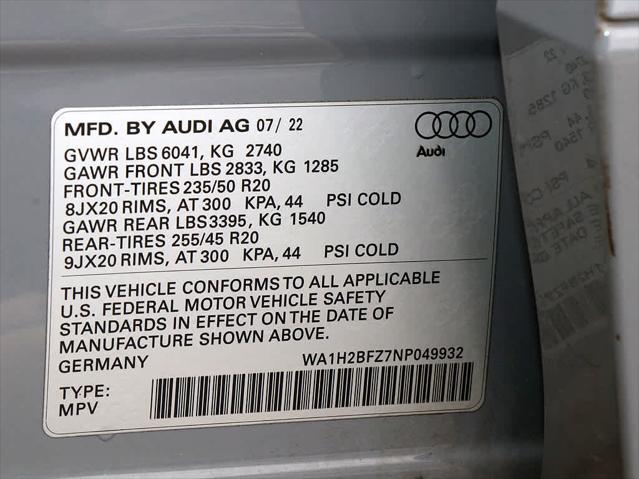 MFD. BY AUDI AG 07/ 22
Audi
GVWR LBS 6041, KG 2740
GAWR FRONT LBS 2833, KG 1285
FRONT-TIRES 235/50 R20
8JX20 RIMS, AT 300 KPA, 44 PSI COLD
GAWR REAR LBS3395, KG 1540
REAR-TIRES 255/45 R20
9JX20 RIMS, AT 300 KPA, 44 PSI COLD
THIS VEHICLE CONFORMS TO ALL APPLICABLE
U.S. FEDERAL MOTOR VEHICLE SAFETY
STANDARDS IN EFFECT ON THE DATE OF
MANUFACTURE SHOWN ABOVE.
GERMANY WA1H2BFZ7NP049932
TYPE:
MPV